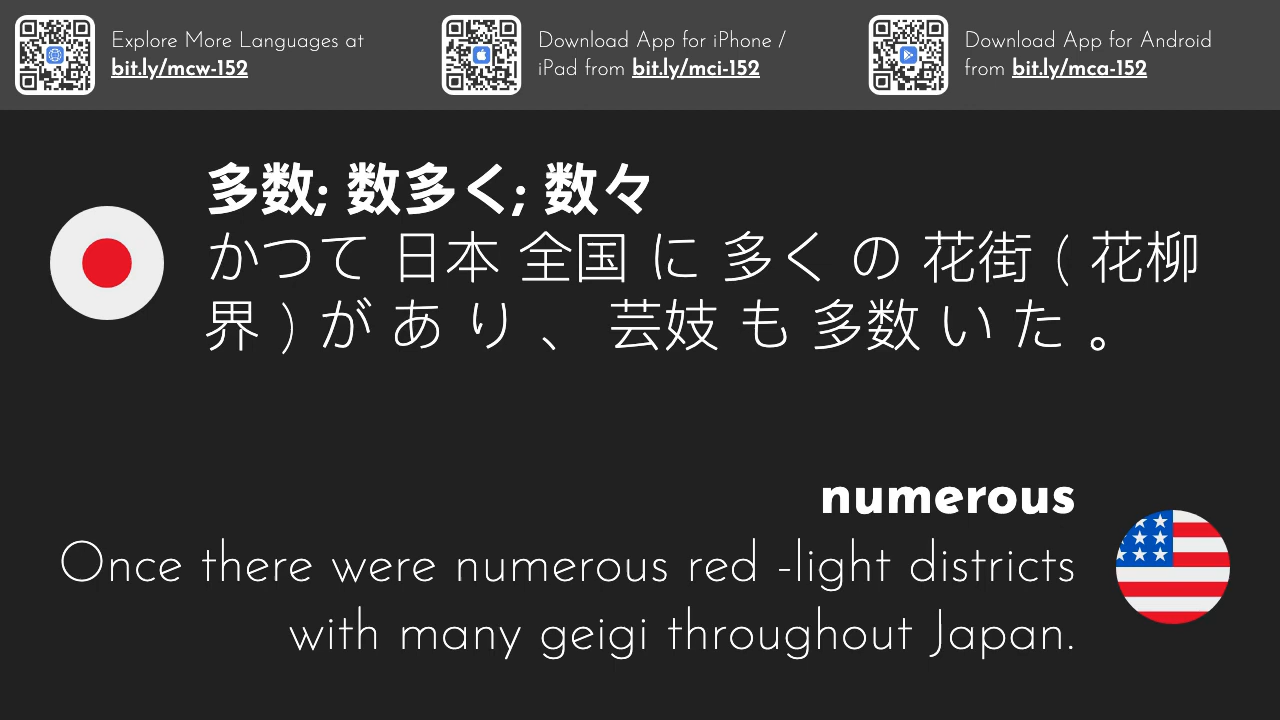 Explore More Languages at
bit.ly/mcw-152
Download App for iPhone /
iPad from bit.ly/mci-152
Download App for Android
from bit.ly/mca-152
多数; 数多く; 数々
かつて 日本 全国 に 多く の 花街 ( 花柳
界 ) が あ り 、 芸妓 も 多数 い た 。
numerous
Once there were numerous red -light districts
with many geigi throughout Japan.